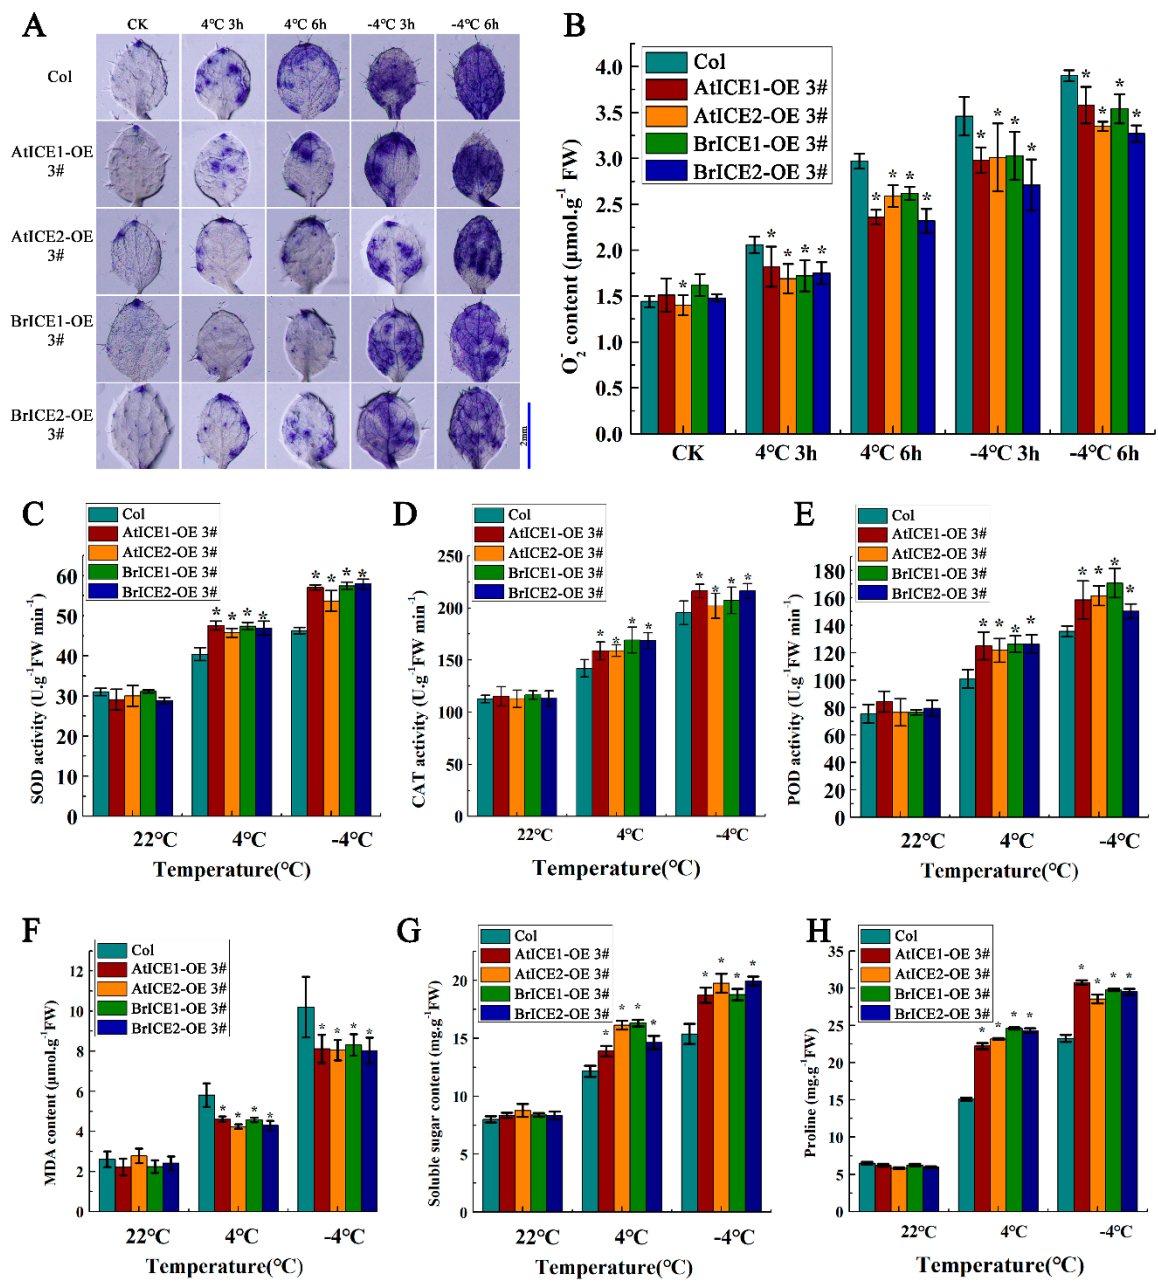 A
CK
4°C 3h
4°C 6h
-4°C 3h
-4°C 6h
Col
AtICE1-OE
3#
AtICE2-OE
3#
BrICE1-OE
3#
BrICE2-OE
3#
2mm
B
Col
AtICE1-OE 3#
AtICE2-OE 3#
BrICE1-OE 3#
BrICE2-OE 3#
O₂⁻ content (μmol.g⁻¹ FW)
4.0
3.5
3.0
2.5
2.0
1.5
1.0
0.5
0.0
* * * * * * * * * * * * * * * * *
CK
4°C 3h
4°C 6h
-4°C 3h
-4°C 6h
C
Col
AtICE1-OE 3#
AtICE2-OE 3#
BrICE1-OE 3#
BrICE2-OE 3#
SOD activity (U.g⁻¹FW min⁻¹)
60
50
40
30
20
10
0
* * * * * * * *
22°C
4°C
-4°C
Temperature(°C)
D
Col
AtICE1-OE 3#
AtICE2-OE 3#
BrICE1-OE 3#
BrICE2-OE 3#
CAT activity (U.g⁻¹FW min⁻¹)
250
200
150
100
50
0
* * * * * * * *
22°C
4°C
-4°C
Temperature(°C)
E
Col
AtICE1-OE 3#
AtICE2-OE 3#
BrICE1-OE 3#
BrICE2-OE 3#
POD activity (U.g⁻¹FW min⁻¹)
180
160
140
120
100
80
60
40
20
0
* * * * * * * *
22°C
4°C
-4°C
Temperature(°C)
F
Col
AtICE1-OE 3#
AtICE2-OE 3#
BrICE1-OE 3#
BrICE2-OE 3#
MDA content (μmol.g⁻¹FW)
12
10
8
6
4
2
0
* * * * * * * *
22°C
4°C
-4°C
Temperature(°C)
G
Col
AtICE1-OE 3#
AtICE2-OE 3#
BrICE1-OE 3#
BrICE2-OE 3#
Soluble sugar content (mg.g⁻¹FW)
20
15
10
5
0
* * * * * * * *
22°C
4°C
-4°C
Temperature(°C)
H
Col
AtICE1-OE 3#
AtICE2-OE 3#
BrICE1-OE 3#
BrICE2-OE 3#
Proline (mg.g⁻¹FW)
35
30
25
20
15
10
5
0
* * * * * * * *
22°C
4°C
-4°C
Temperature(°C)